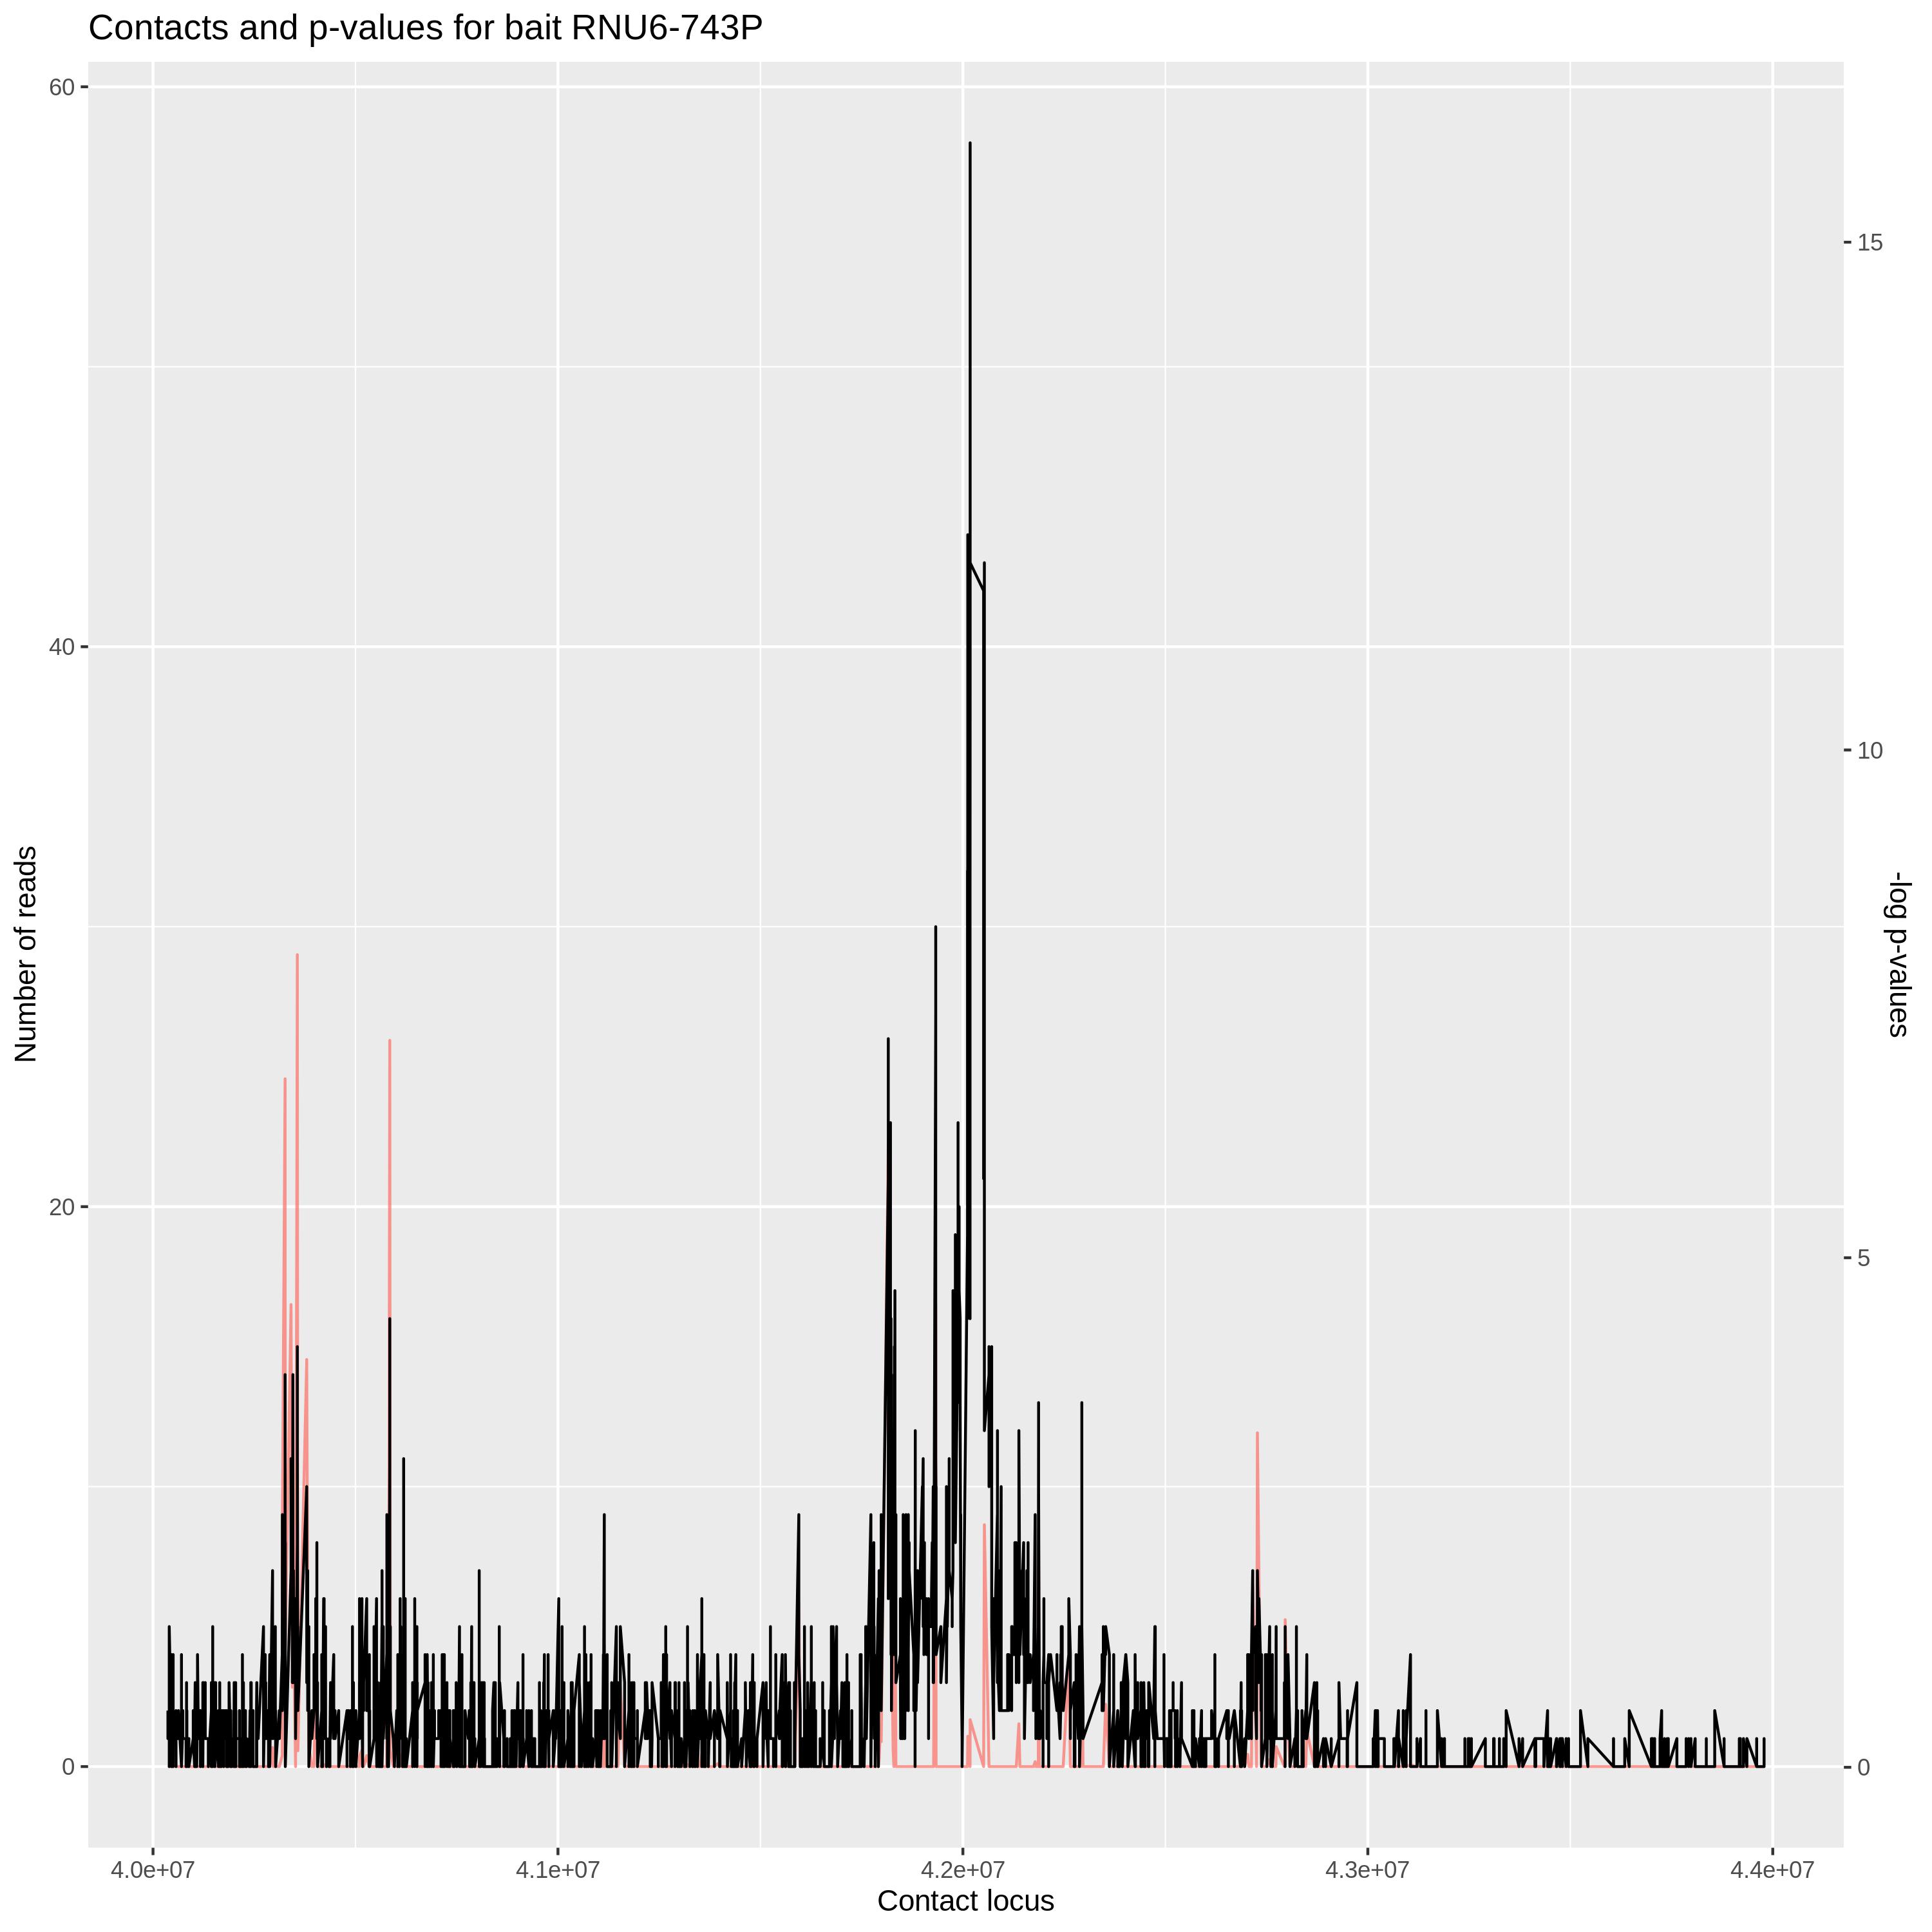 Contacts and p-values for bait RNU6-743P
60
40
20
0
Number of reads
15
10
5
0
-log p-values
4.0e+07
4.1e+07
4.2e+07
4.3e+07
4.4e+07
Contact locus